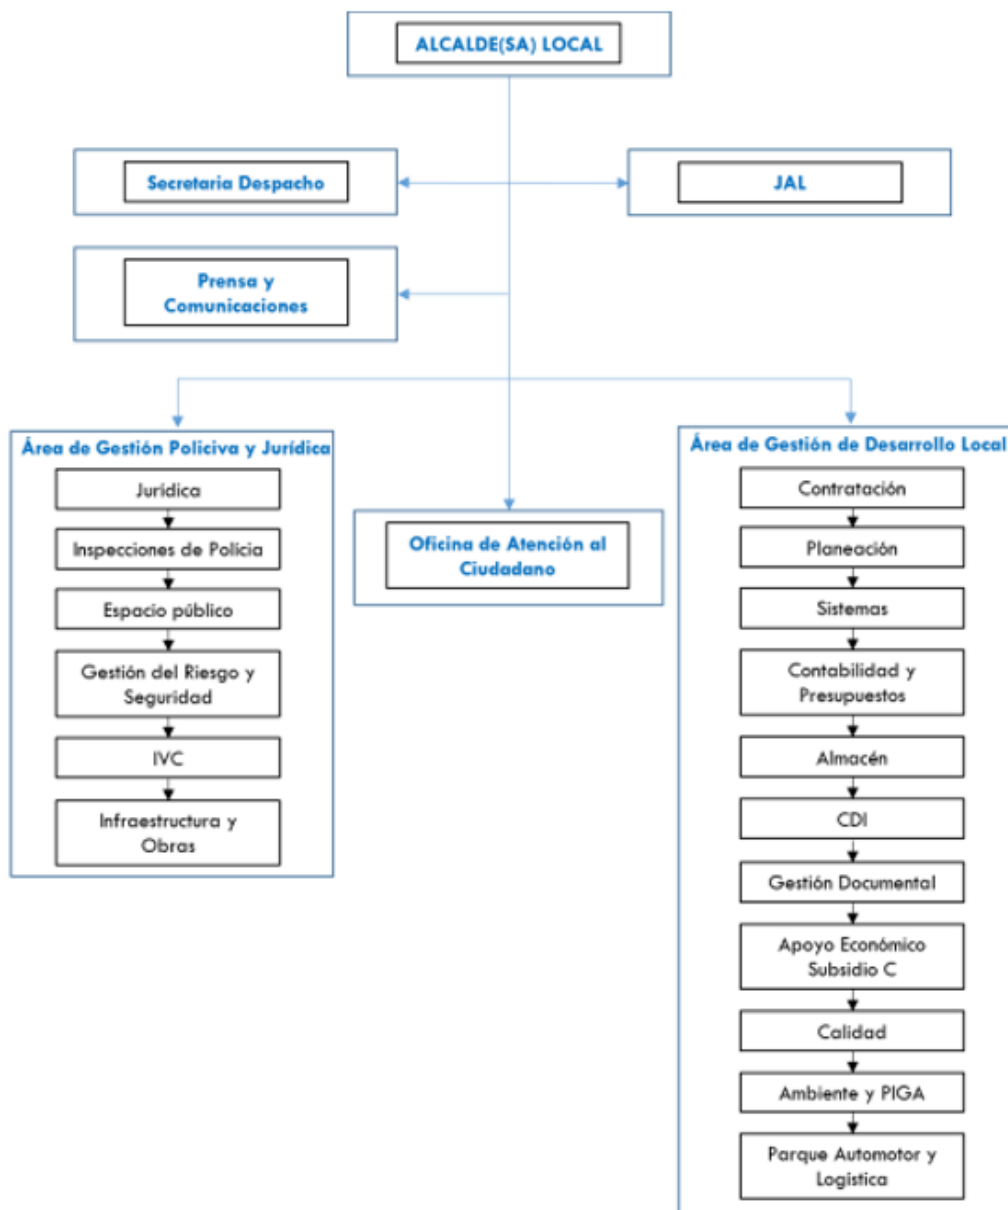 ALCALDE(SA) LOCAL
Secretaria Despacho
JAL
Prensa y
Comunicaciones
Área de Gestión Policiva y Jurídica
Jurídica
Inspecciones de Policia
Espacio público
Gestión del Riesgo y
Seguridad
IVC
Infraestructura y
Obras
Oficina de Atención al
Ciudadano
Área de Gestión de Desarrollo Local
Contratación
Planeación
Sistemas
Contabilidad y
Presupuestos
Almacén
CDI
Gestión Documental
Apoyo Económico
Subsidio C
Calidad
Ambiente y PIGA
Parque Automotor y
Logística